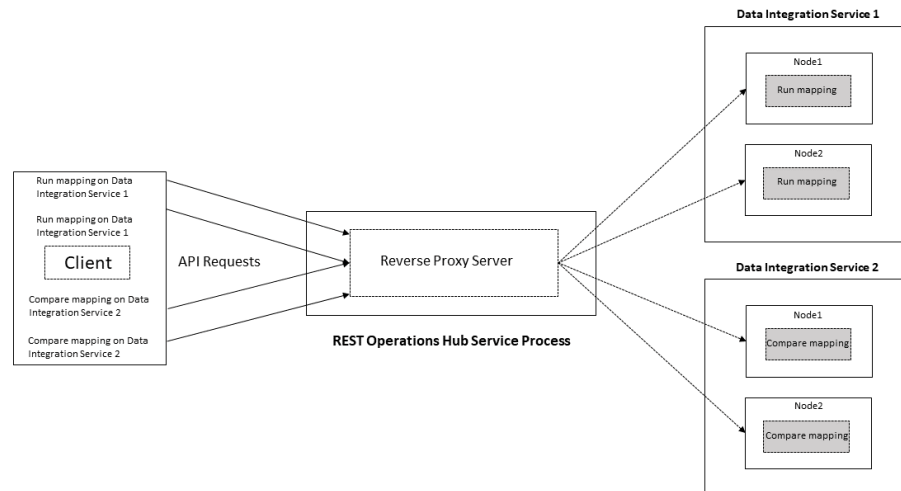 Data Integration Service 1
Node1
Run mapping
Node2
Run mapping
Run mapping on Data
Integration Service 1
Run mapping on Data
Integration Service 1
Client
Compare mapping on Data
Integration Service 2
Compare mapping on Data
Integration Service 2
API Requests
Reverse Proxy Server
REST Operations Hub Service Process
Data Integration Service 2
Node1
Compare mapping
Node2
Compare mapping